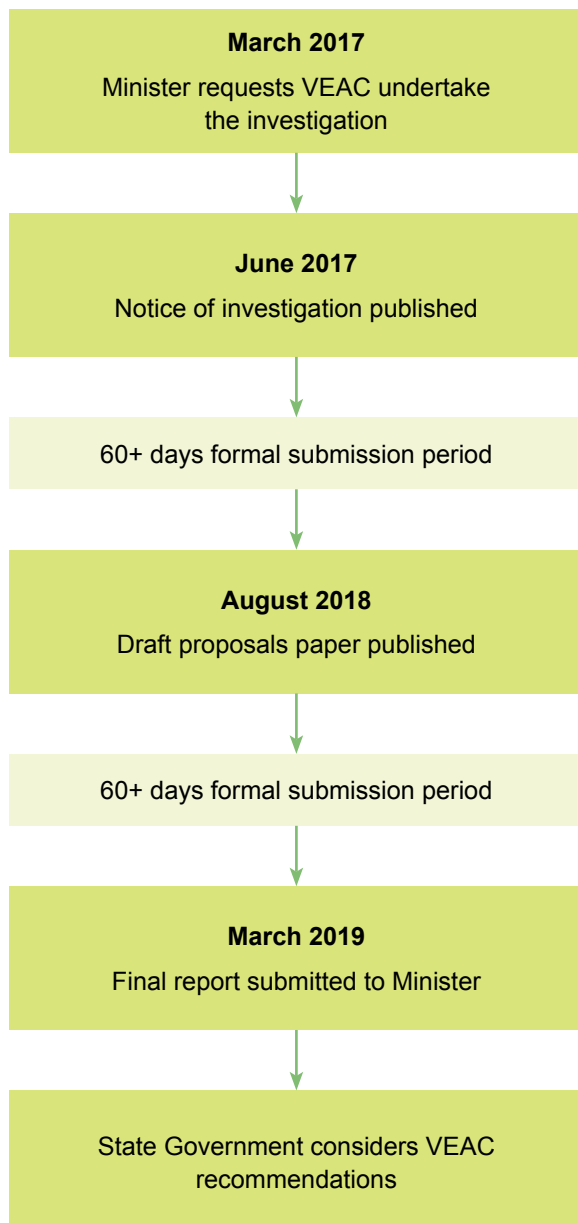 March 2017
Minister requests VEAC undertake
the investigation
June 2017
Notice of investigation published
60+ days formal submission period
August 2018
Draft proposals paper published
60+ days formal submission period
March 2019
Final report submitted to Minister
State Government considers VEAC
recommendations